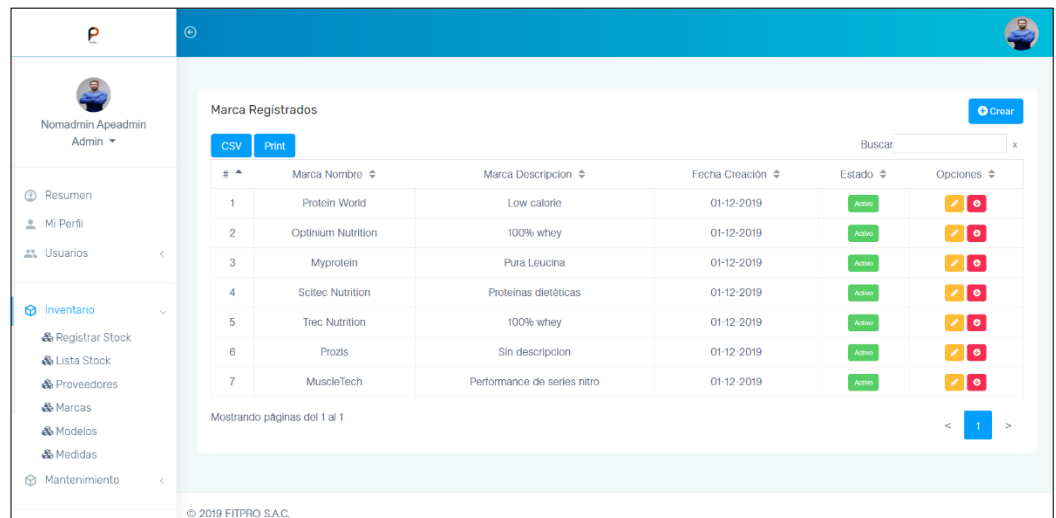 Nomadmin Apeadmin
Admin
Resumen
Mi Perfil
Usuarios
Inventario
Registrar Stock
Lista Stock
Proveedores
Marcas
Modelos
Medidas
Mantenimiento
Marca Registrados
Crear
CSV Print Buscar x
# Marca Nombre Marca Descripcion Fecha Creación Estado Opciones
1 Protein World Low calorie 01-12-2019 Activo
2 Optinium Nutrition 100% whey 01-12-2019 Activo
3 Myprotein Pura Leucina 01-12-2019 Activo
4 Scitec Nutrition Proteinas dietéticas 01-12-2019 Activo
5 Trec Nutrition 100% whey 01-12-2019 Activo
6 Prozis Sin descripcion 01-12-2019 Activo
7 MuscleTech Performance de series nitro 01-12-2019 Activo
Mostrando páginas del 1 al 1
< 1 >
© 2019 FITPRO S.A.C.